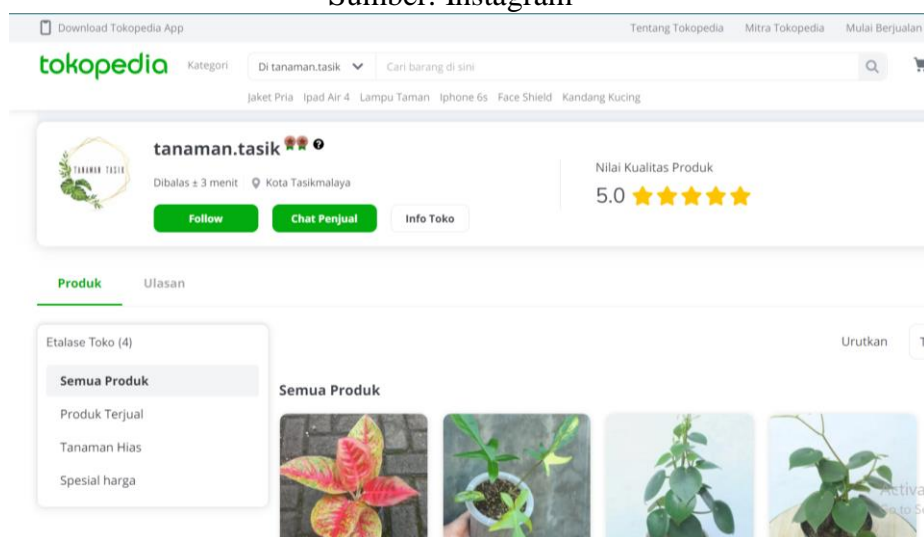 Sumber: Instagram
Download Tokopedia App Tentang Tokopedia Mitra Tokopedia Mulai Berjualan
tokopedia Kategori Di tanaman.tasik Cari barang di sini
Jaket Pria Ipad Air 4 Lampu Taman Iphone 6s Face Shield Kandang Kucing
TANAMAN TASIK
tanaman.tasik
Dibalas ± 3 menit Kota Tasikmalaya
Follow Chat Penjual Info Toko
Nilai Kualitas Produk
5.0
Produk Ulasan
Etalase Toko (4)
Urutkan
Semua Produk
Produk Terjual
Tanaman Hias
Spesial harga
Semua Produk